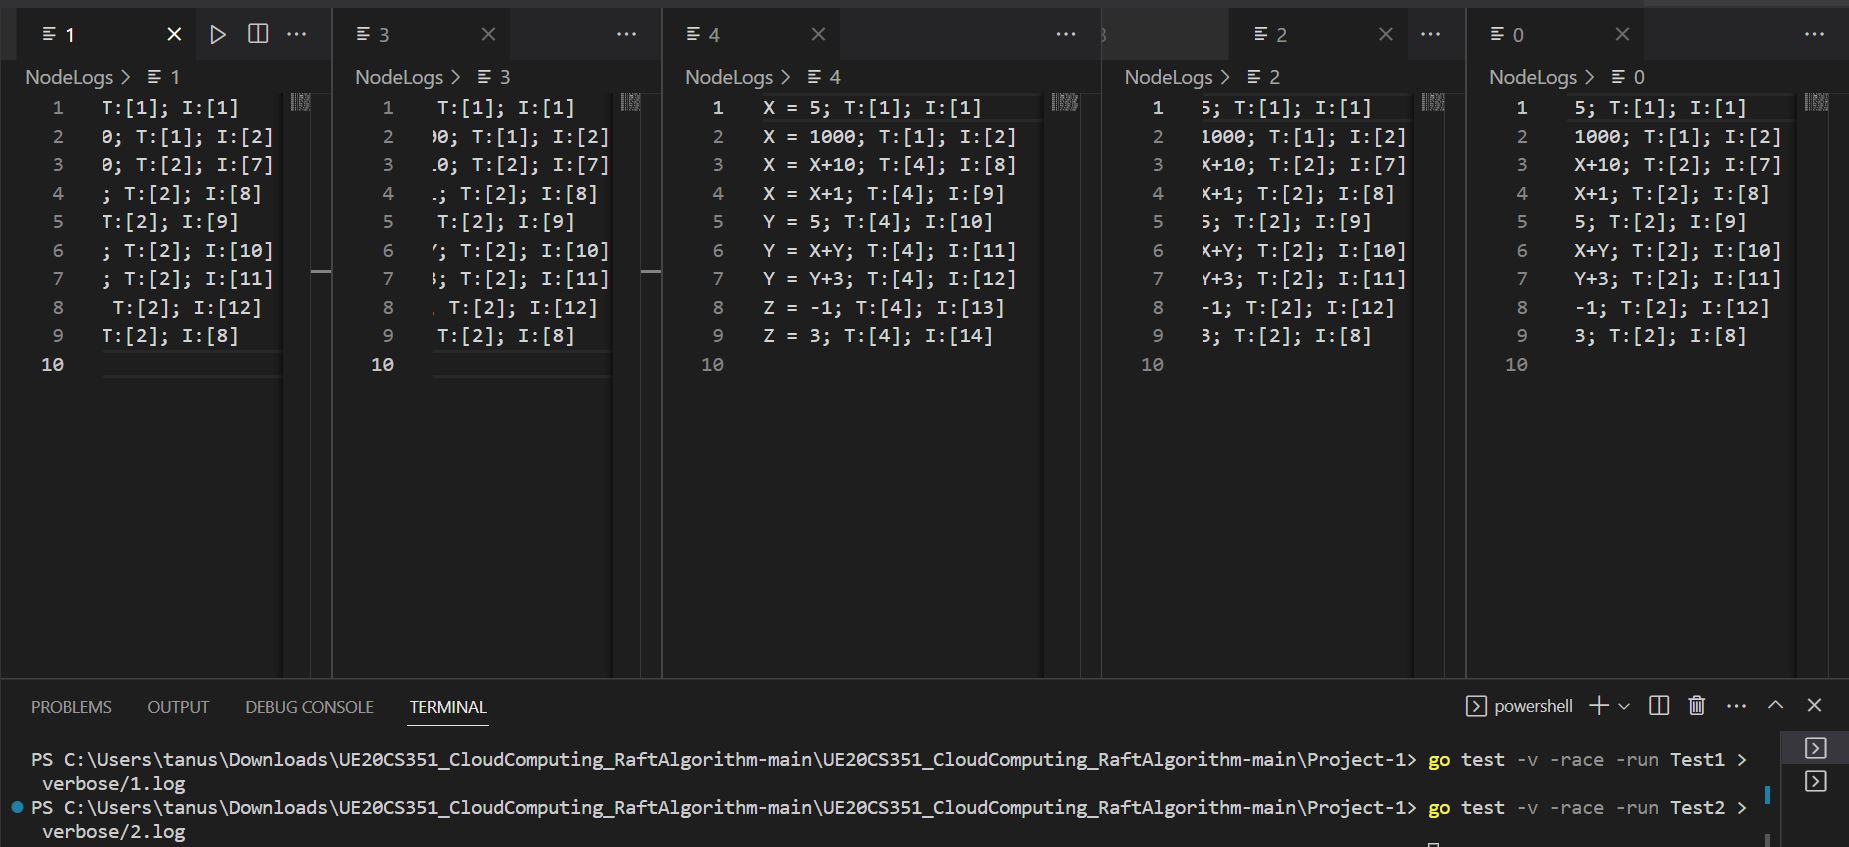 1
3
4
2
0
NodeLogs > 1
NodeLogs > 3
NodeLogs > 4
NodeLogs > 2
NodeLogs > 0
1 T:[1]; I:[1]
2 0; T:[1]; I:[2]
3 0; T:[2]; I:[7]
4 ; T:[2]; I:[8]
5 T:[2]; I:[9]
6 ; T:[2]; I:[10]
7 ; T:[2]; I:[11]
8 T:[2]; I:[12]
9 T:[2]; I:[8]
10
1 T:[1]; I:[1]
2 00; T:[1]; I:[2]
3 10; T:[2]; I:[7]
4 1; T:[2]; I:[8]
5 T:[2]; I:[9]
6 Y; T:[2]; I:[10]
7 3; T:[2]; I:[11]
8 ; T:[2]; I:[12]
9 T:[2]; I:[8]
10
1 X = 5; T:[1]; I:[1]
2 X = 1000; T:[1]; I:[2]
3 X = X+10; T:[4]; I:[8]
4 X = X+1; T:[4]; I:[9]
5 Y = 5; T:[4]; I:[10]
6 Y = X+Y; T:[4]; I:[11]
7 Y = Y+3; T:[4]; I:[12]
8 Z = -1; T:[4]; I:[13]
9 Z = 3; T:[4]; I:[14]
10
1 5; T:[1]; I:[1]
2 1000; T:[1]; I:[2]
3 X+10; T:[2]; I:[7]
4 X+1; T:[2]; I:[8]
5 5; T:[2]; I:[9]
6 X+Y; T:[2]; I:[10]
7 Y+3; T:[2]; I:[11]
8 -1; T:[2]; I:[12]
9 3; T:[2]; I:[8]
10
1 5; T:[1]; I:[1]
2 1000; T:[1]; I:[2]
3 X+10; T:[2]; I:[7]
4 X+1; T:[2]; I:[8]
5 5; T:[2]; I:[9]
6 X+Y; T:[2]; I:[10]
7 Y+3; T:[2]; I:[11]
8 -1; T:[2]; I:[12]
9 3; T:[2]; I:[8]
10
PROBLEMS OUTPUT DEBUG CONSOLE TERMINAL powershell
PS C:\Users\tanus\Downloads\UE20CS351_CloudComputing_RaftAlgorithm-main\UE20CS351_CloudComputing_RaftAlgorithm-main\Project-1> go test -v -race -run Test1 >
verbose/1.log
PS C:\Users\tanus\Downloads\UE20CS351_CloudComputing_RaftAlgorithm-main\UE20CS351_CloudComputing_RaftAlgorithm-main\Project-1> go test -v -race -run Test2 >
verbose/2.log